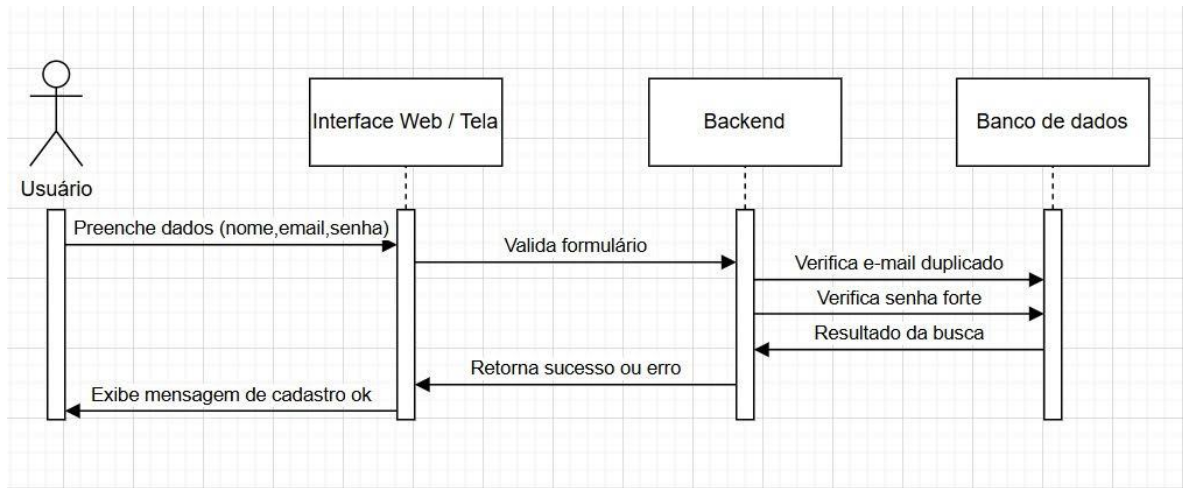 Interface Web / Tela
Backend
Banco de dados
Usuário
Preenche dados (nome,email,senha)
Valida formulário
Verifica e-mail duplicado
Verifica senha forte
Resultado da busca
Retorna sucesso ou erro
Exibe mensagem de cadastro ok